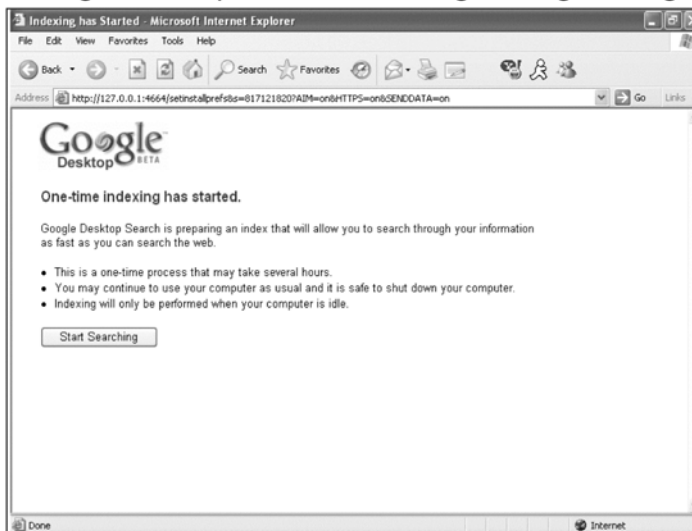 Indexing has Started - Microsoft Internet Explorer
File Edit View Favorites Tools Help
Back Search Favorites
Address http://127.0.0.1:4664/setinstallprefs&s=817121820?AIM=on&HTTPS=on&SENDDATA=on Go Links
Google
Desktop BETA
One-time indexing has started.
Google Desktop Search is preparing an index that will allow you to search through your information
as fast as you can search the web.
• This is a one-time process that may take several hours.
• You may continue to use your computer as usual and it is safe to shut down your computer.
• Indexing will only be performed when your computer is idle.
Start Searching
Done Internet